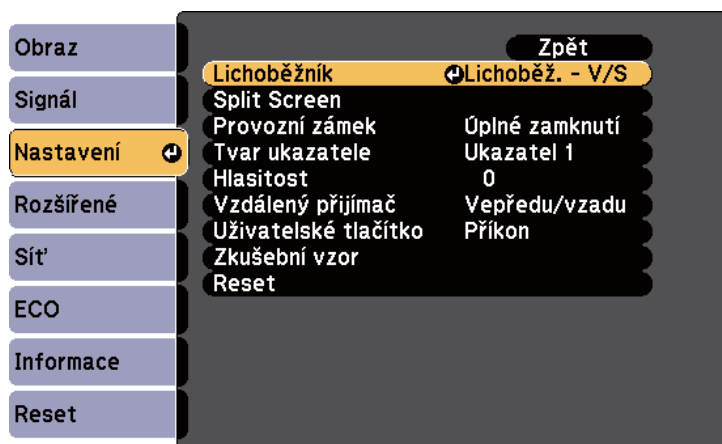 Obraz
Signál
Nastavení
Rozšířené
Síť
ECO
Informace
Reset
Zpět
Lichoběžník Lichoběž. - V/S
Split Screen
Provozní zámek Úplné zamknutí
Tvar ukazatele Ukazatel 1
Hlasitost 0
Vzdálený přijímač Vepředu/vzadu
Uživatelské tlačítko Příkon
Zkušební vzor
Reset